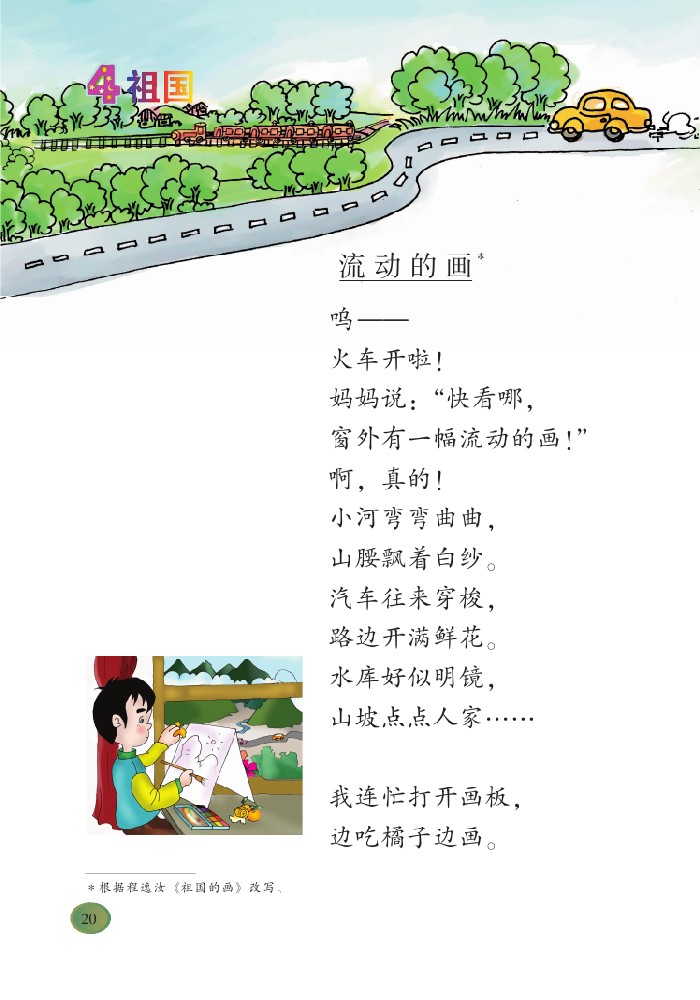 4祖国
流动的画*
呜——
火车开啦！
妈妈说：“快看哪，
窗外有一幅流动的画！”
啊，真的！
小河弯弯曲曲，
山腰飘着白纱。
汽车往来穿梭，
路边开满鲜花。
水库好似明镜，
山坡点点人家……
我连忙打开画板，
边吃橘子边画。
*根据程逸汝《祖国的画》改写、
20